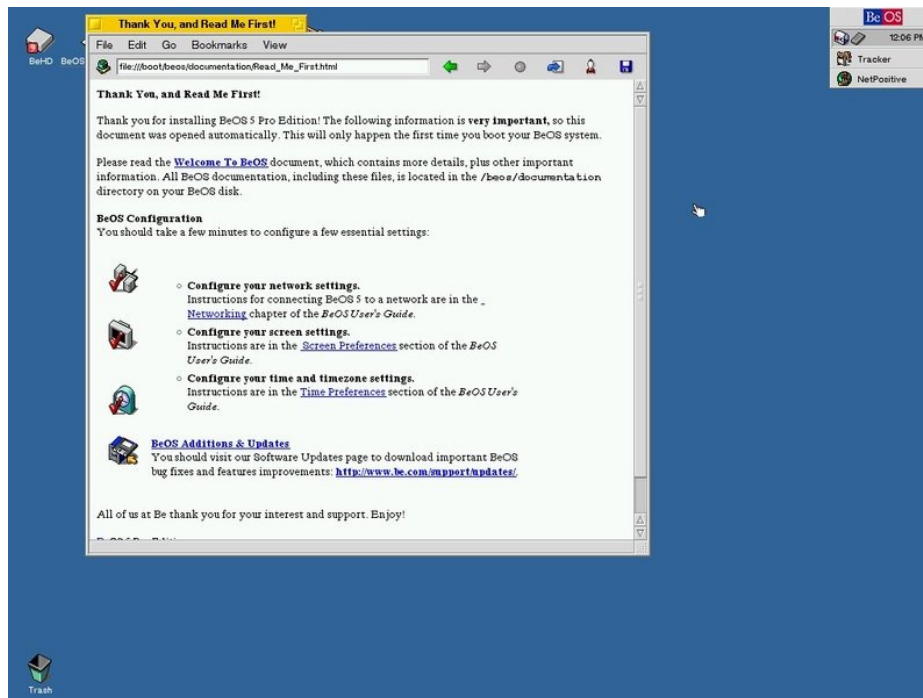 Thank You, and Read Me First!
Be OS
File Edit Go Bookmarks View
12:06 PM
BeHD BeOS
file:///boot/beos/documentation/Read_Me_First.html
Tracker
NetPositive
Thank You, and Read Me First!
Thank you for installing BeOS 5 Pro Edition! The following information is very important, so this
document was opened automatically. This will only happen the first time you boot your BeOS system.
Please read the Welcome To BeOS document, which contains more details, plus other important
information. All BeOS documentation, including these files, is located in the /beos/documentation
directory on your BeOS disk.
BeOS Configuration
You should take a few minutes to configure a few essential settings:
Configure your network settings.
Instructions for connecting BeOS 5 to a network are in the
Networking chapter of the BeOS User's Guide.
Configure your screen settings.
Instructions are in the Screen Preferences section of the BeOS
User's Guide.
Configure your time and timezone settings.
Instructions are in the Time Preferences section of the BeOS User's
Guide.
BeOS Additions & Updates
You should visit our Software Updates page to download important BeOS
bug fixes and features improvements: http://www.be.com/support/updates/.
All of us at Be thank you for your interest and support. Enjoy!
Trash